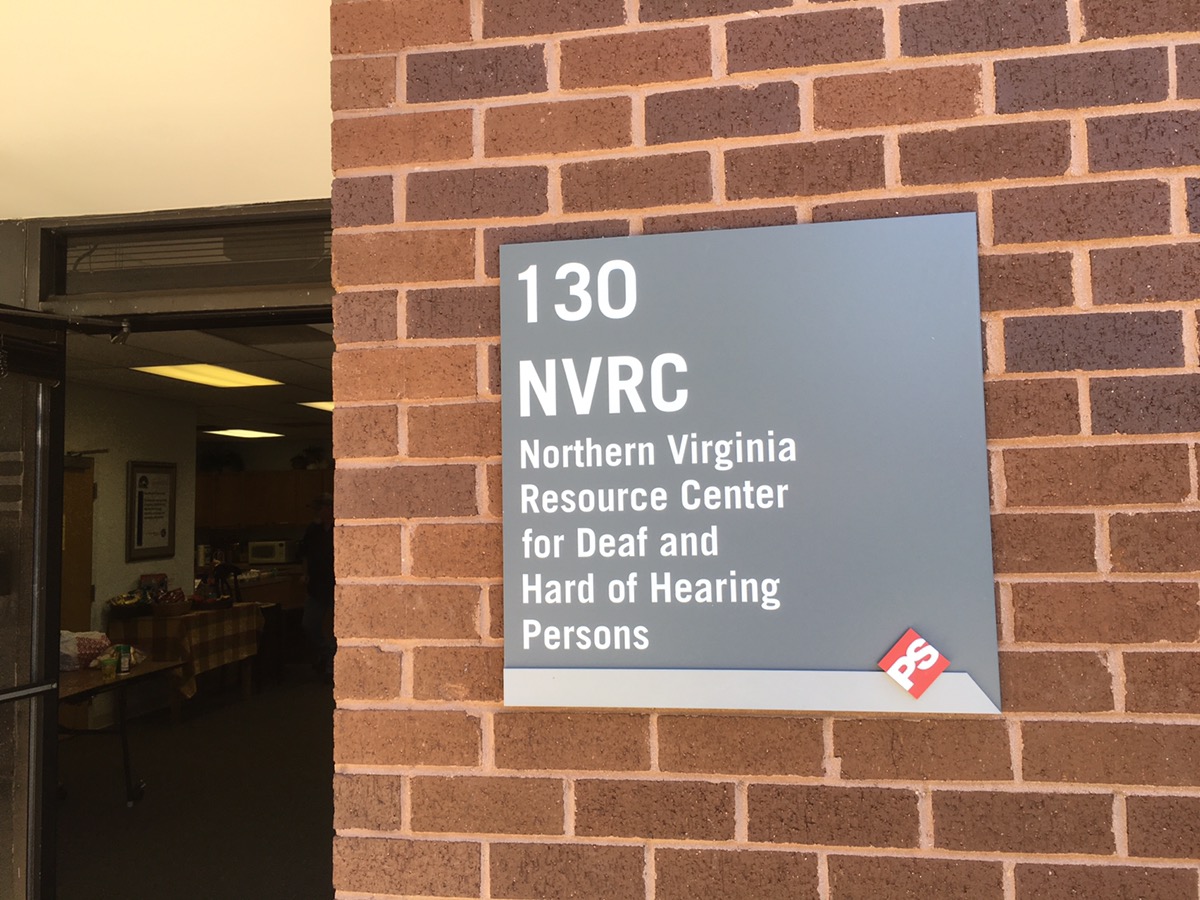 130
NVRC
Northern Virginia
Resource Center
for Deaf and
Hard of Hearing
Persons
PS